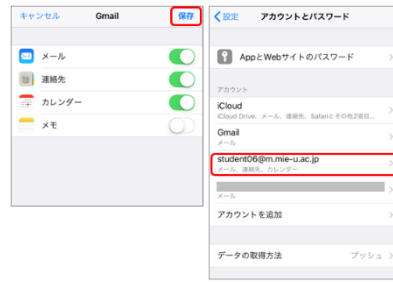 キャンセル Gmail 保存
メール
連絡先
カレンダー
メモ
設定 アカウントとパスワード
AppとWebサイトのパスワード
アカウント
iCloud
iCloud Drive、メール、連絡先、Safariとその他2項目...
Gmail
メール
student06@m.mie-u.ac.jp
メール、連絡先、カレンダー
メール
アカウントを追加
データの取得方法 プッシュ